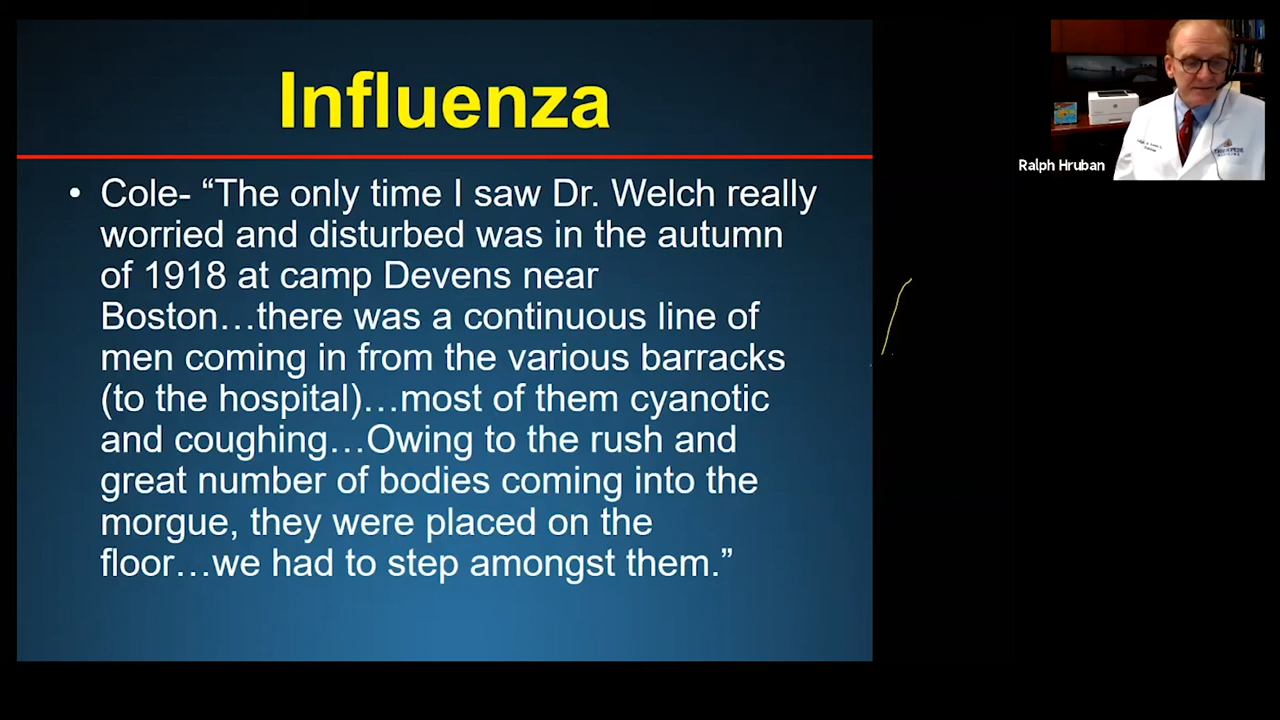 Influenza
• Cole- “The only time I saw Dr. Welch really
worried and disturbed was in the autumn
of 1918 at camp Devens near
Boston…there was a continuous line of
men coming in from the various barracks
(to the hospital)…most of them cyanotic
and coughing…Owing to the rush and
great number of bodies coming into the
morgue, they were placed on the
floor…we had to step amongst them.”
Ralph Hruban